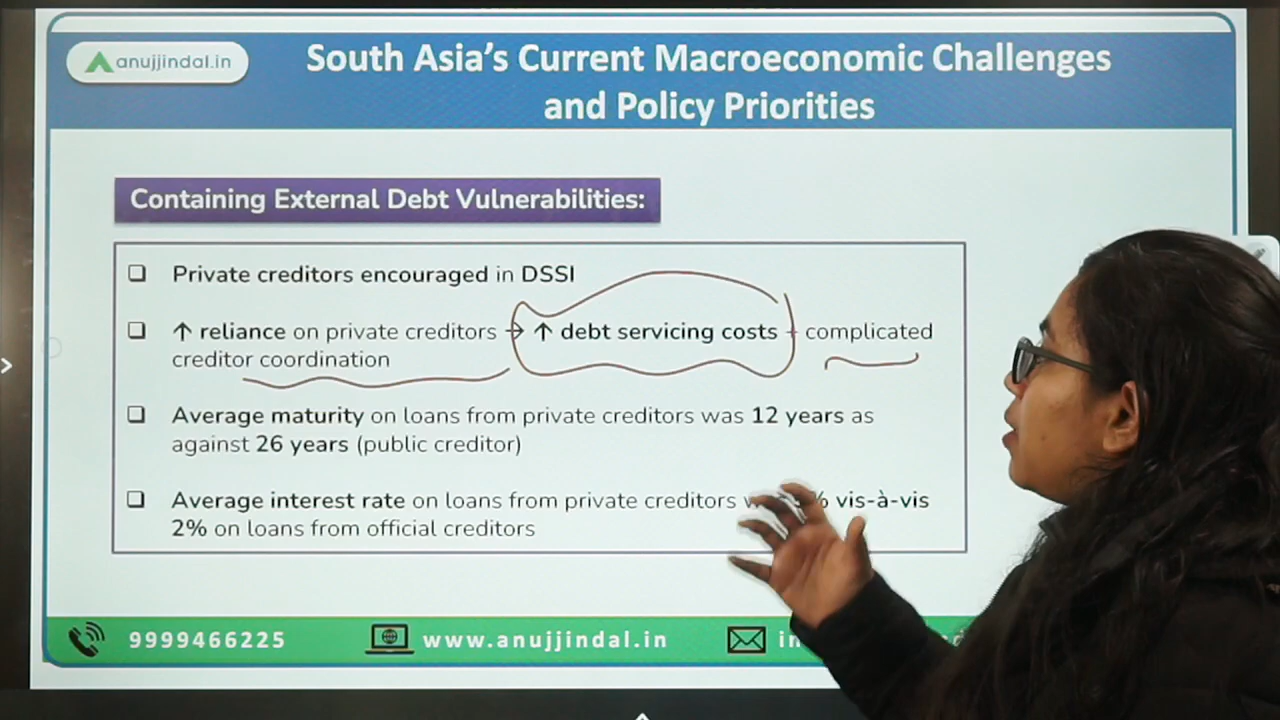 anujjindal.in
South Asia's Current Macroeconomic Challenges
and Policy Priorities
Containing External Debt Vulnerabilities:
❑ Private creditors encouraged in DSSI
❑ ↑ reliance on private creditors → ↑ debt servicing costs + complicated
creditor coordination
❑ Average maturity on loans from private creditors was 12 years as
against 26 years (public creditor)
❑ Average interest rate on loans from private creditors % vis-à-vis
2% on loans from official creditors
9999466225 www.anujjindal.in